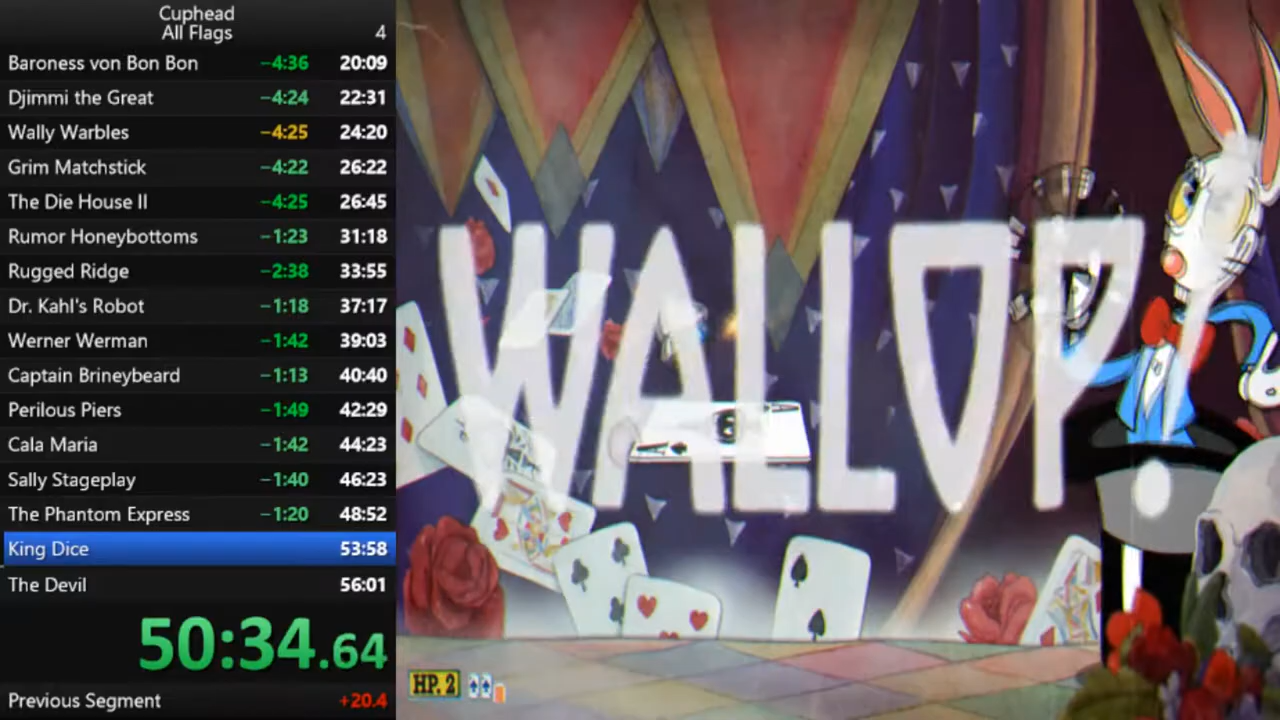 Cuphead
All Flags 4
Baroness von Bon Bon −4:36 20:09
Djimmi the Great −4:24 22:31
Wally Warbles −4:25 24:20
Grim Matchstick −4:22 26:22
The Die House II −4:25 26:45
Rumor Honeybottoms −1:23 31:18
Rugged Ridge −2:38 33:55
Dr. Kahl's Robot −1:18 37:17
Werner Werman −1:42 39:03
Captain Brineybeard −1:13 40:40
Perilous Piers −1:49 42:29
Cala Maria −1:42 44:23
Sally Stageplay −1:40 46:23
The Phantom Express −1:20 48:52
King Dice 53:58
The Devil 56:01
50:34.64
Previous Segment +20.4
WALLOP!
A
A
HP. 2